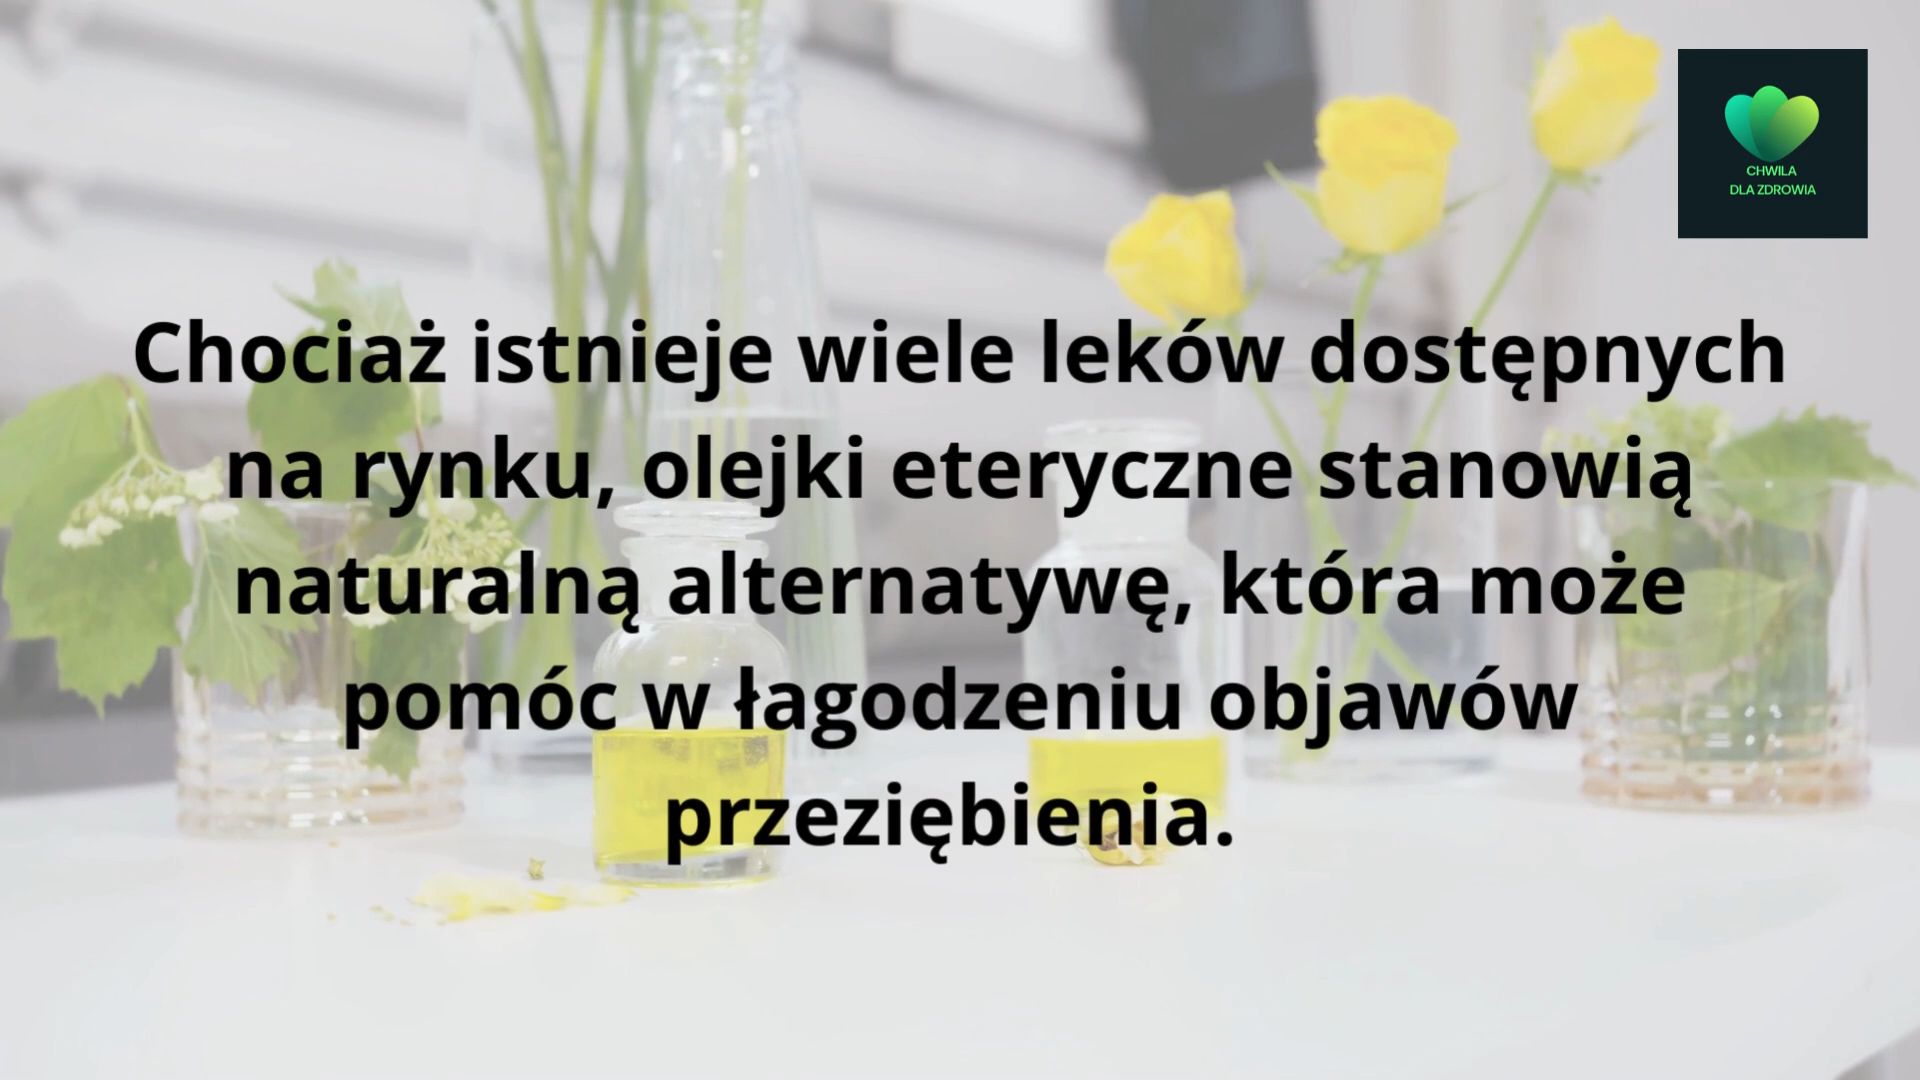 CHWILA
DLA ZDROWIA
Chociaż istnieje wiele leków dostępnych
na rynku, olejki eteryczne stanowią
naturalną alternatywę, która może
pomóc w łagodzeniu objawów
przeziębienia.